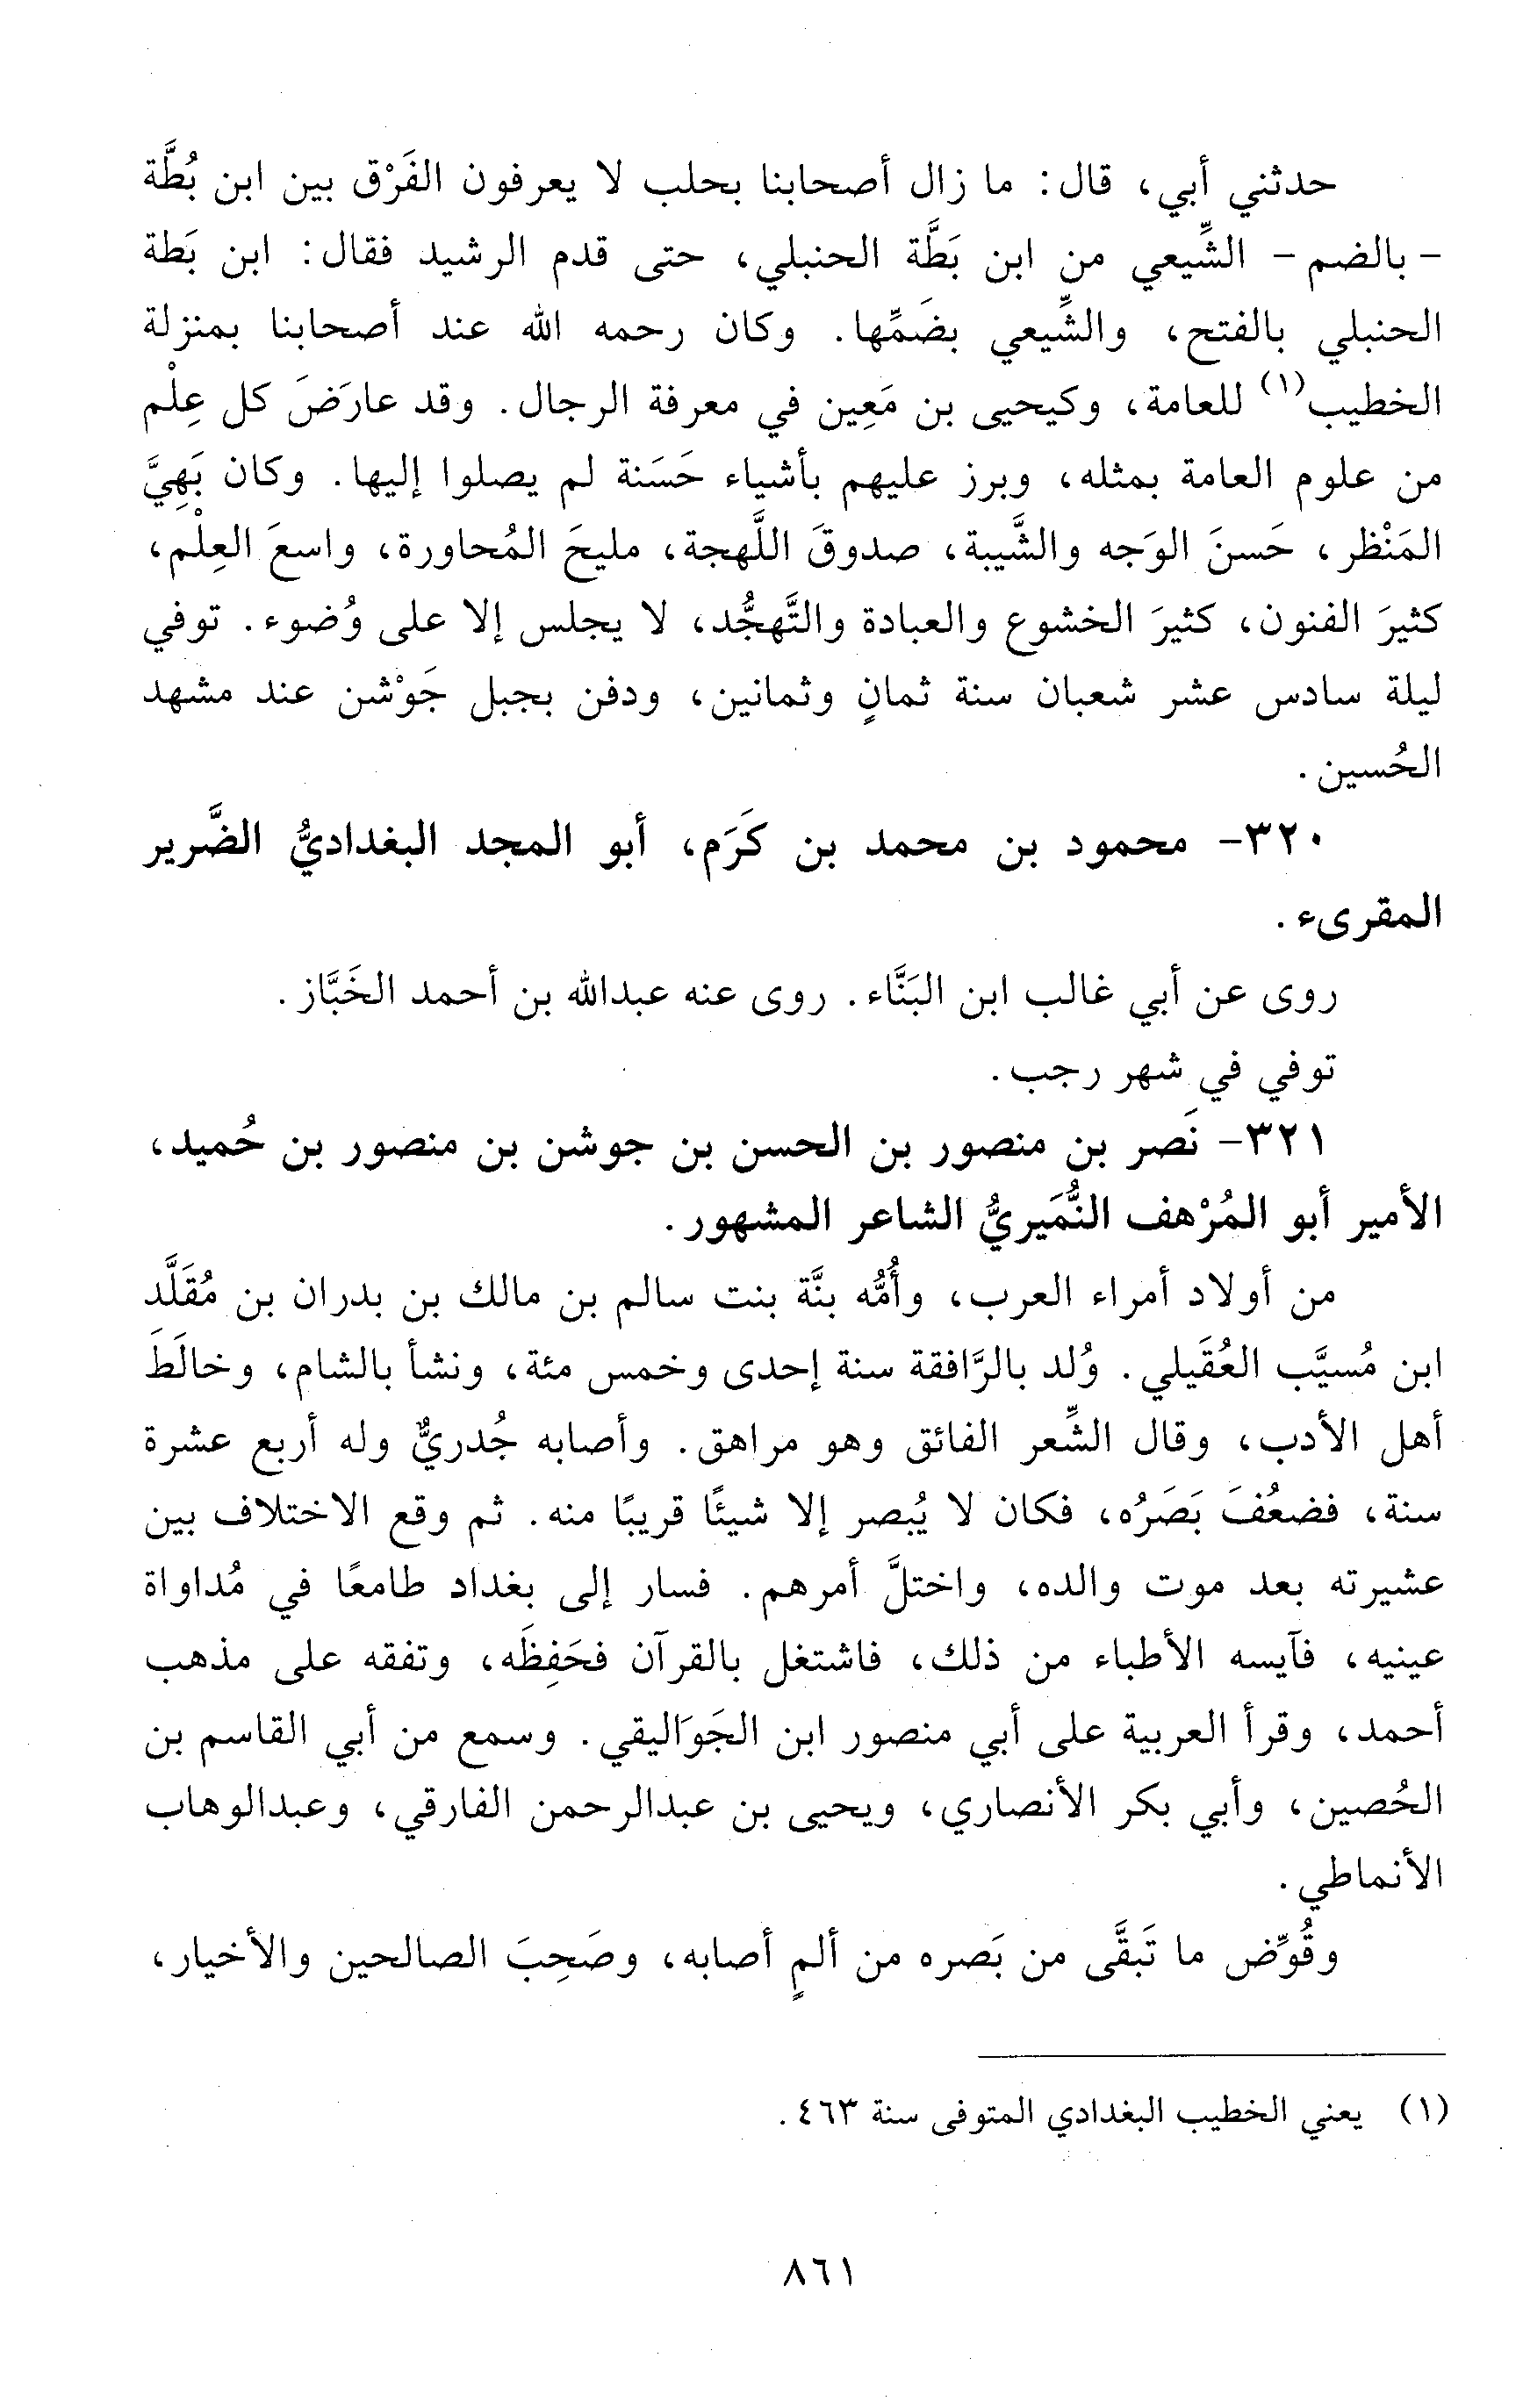 حدثني أبي، قال: ما زال أصحابنا بحلب لا يعرفون الفَرْق بين ابن بُطَّة
- بالضم - الشِّيعي من ابن بَطَّة الحنبلي، حتى قدم الرشيد فقال: ابن بَطة
الحنبلي بالفتح، والشِّيعي بضَمِّها. وكان رحمه الله عند أصحابنا بمنزلة
الخطيب(١) للعامة، وكيحيى بن مَعِين في معرفة الرجال. وقد عارَضَ كل عِلْم
من علوم العامة بمثله، وبرز عليهم بأشياء حَسَنة لم يصلوا إليها. وكان بَهِيَّ
المَنْظر، حَسنَ الوَجه والشَّيبة، صدوقَ اللَّهجة، مليحَ المُحاورة، واسعَ العِلْم،
كثيرَ الفنون، كثيرَ الخشوع والعبادة والتَّهجُّد، لا يجلس إلا على وُضوء. توفي
ليلة سادس عشر شعبان سنة ثمانٍ وثمانين، ودفن بجبل جَوْشن عند مشهد
الحُسين.
٣٢٠- محمود بن محمد بن كَرَم، أبو المجد البغداديُّ الضَّرير
المقرىء.
روى عن أبي غالب ابن البَنَّاء. روى عنه عبدالله بن أحمد الخَبَّاز.
توفي في شهر رجب.
٣٢١- نَصر بن منصور بن الحسن بن جوشن بن منصور بن حُميد،
الأمير أبو المُرْهف النُّمَيريُّ الشاعر المشهور.
من أولاد أمراء العرب، وأُمُّه بنَّة بنت سالم بن مالك بن بدران بن مُقَلَّد
ابن مُسيَّب العُقَيلي. وُلد بالرَّافقة سنة إحدى وخمس مئة، ونشأ بالشام، وخالَطَ
أهل الأدب، وقال الشِّعر الفائق وهو مراهق. وأصابه جُدريٌّ وله أربع عشرة
سنة، فضعُفَ بَصَرُه، فكان لا يُبصر إلا شيئًا قريبًا منه. ثم وقع الاختلاف بين
عشيرته بعد موت والده، واختلَّ أمرهم. فسار إلى بغداد طامعًا في مُداواة
عينيه، فآيسه الأطباء من ذلك، فاشتغل بالقرآن فحَفِظَه، وتفقه على مذهب
أحمد، وقرأ العربية على أبي منصور ابن الجَوَاليقي. وسمع من أبي القاسم بن
الحُصين، وأبي بكر الأنصاري، ويحيى بن عبدالرحمن الفارقي، وعبدالوهاب
الأنماطي.
وقُوِّض ما تَبقَّى من بَصره من ألمٍ أصابه، وصَحِبَ الصالحين والأخيار،
(١) يعني الخطيب البغدادي المتوفى سنة ٤٦٣.
٨٦١